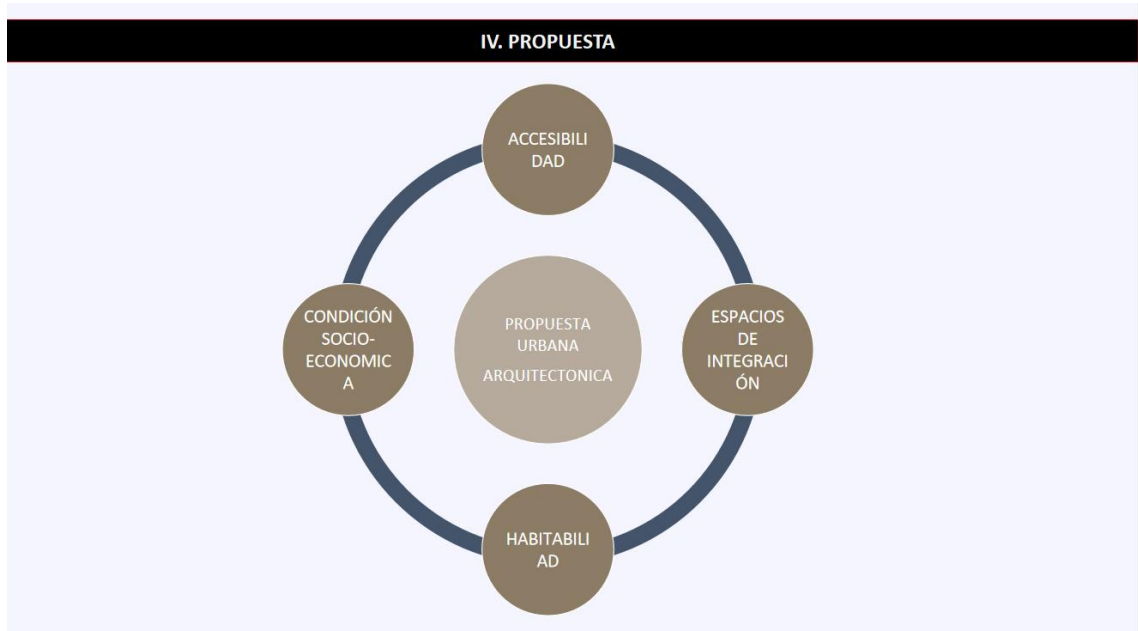 IV. PROPUESTA
ACCESIBILI
DAD
CONDICIÓN
SOCIO-
ECONOMIC
A
PROPUESTA
URBANA
ARQUITECTONICA
ESPACIOS
DE
INTEGRACI
ÓN
HABITABILI
AD